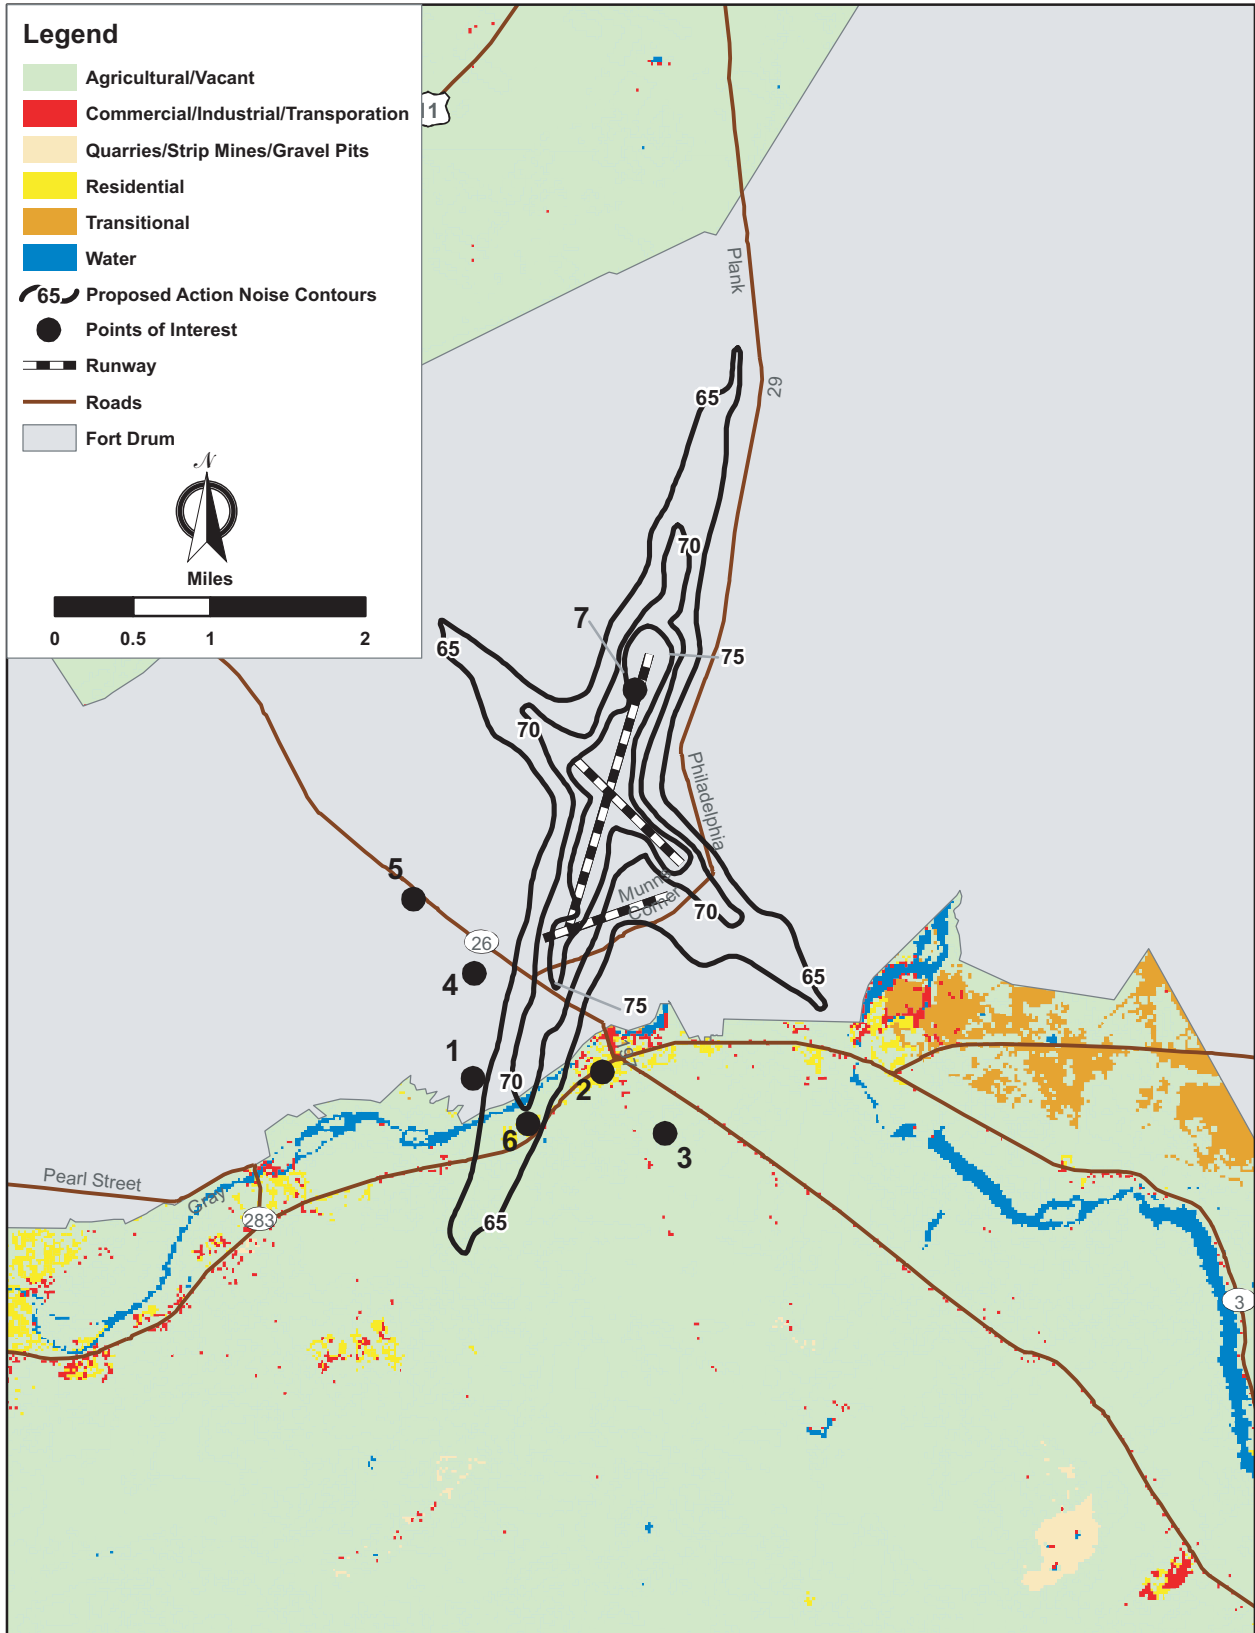 Legend
Agricultural/Vacant
Commercial/Industrial/Transporation
Quarries/Strip Mines/Gravel Pits
Residential
Transitional
Water
65 Proposed Action Noise Contours
Points of Interest
Runway
Roads
Fort Drum
N
Miles
0 0.5 1 2
11
Plank
29
65
70
7
75
65
70
Philadelphia
5
Munns
Corner
70
26
4
65
75
1
70
2
6
3
Pearl Street
Gray
283
65
3